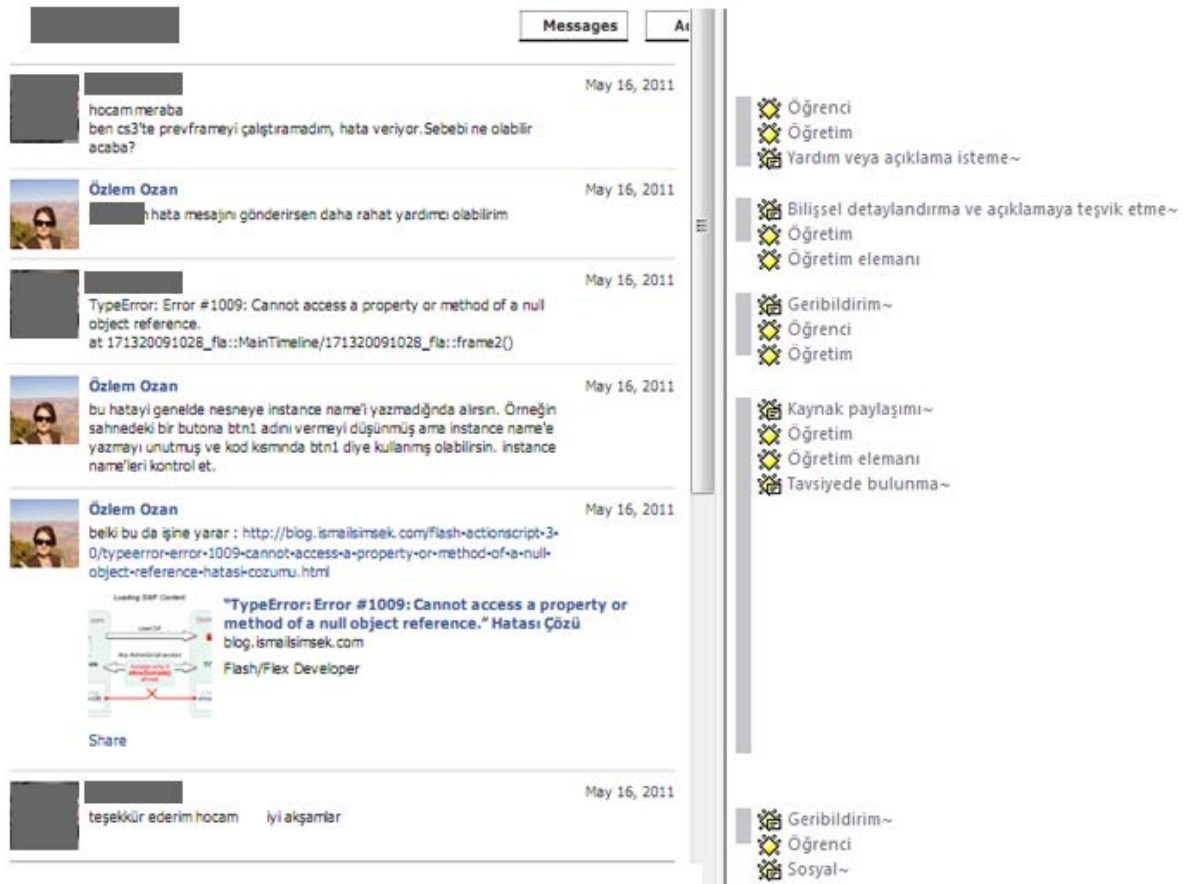 Messages
May 16, 2011
hocam meraba
ben cs3'te prevframeyi çalştıramadım, hata veriyor.Sebebi ne olabilir
acaba?
Öğrenci
Öğretim
Yardım veya açıklama isteme~
Özlem Ozan
May 16, 2011
hata mesajını gönderirsen daha rahat yardımcı olabilirim
Bilişsel detaylandırma ve açıklamaya teşvik etme~
Öğretim
Öğretim elemanı
May 16, 2011
TypeError: Error #1009: Cannot access a property or method of a null
object reference.
at 171320091028_fla::MainTimeline/171320091028_fla::frame2()
Geribildirim~
Öğrenci
Öğretim
Özlem Ozan
May 16, 2011
bu hatayi genelde nesneye instance name'i yazmadığnda alırsın. Örneğin
sahnedeki bir butona btn1 adını vermeyi düşünmüş ama instance name'e
yazmayı unutmuş ve kod kısmında btn1 diye kullanmış olabilirsin. instance
name'leri kontrol et.
Kaynak paylaşımı~
Öğretim
Öğretim elemanı
Tavsiyede bulunma~
Özlem Ozan
May 16, 2011
belki bu da işine yarar : http://blog.ismailsimsek.com/flash-actionscript-3-
0/typeerror-error-1009-cannot-access-a-property-or-method-of-a-null-
object-reference-hatasi-cozumu.html
Loading SWF Content
"TypeError: Error #1009: Cannot access a property or
method of a null object reference." Hatası Çözü
blog.ismailsimsek.com
Flash/Flex Developer
Share
May 16, 2011
teşekkür ederim hocam iyi akşamlar
Geribildirim~
Öğrenci
Sosyal~